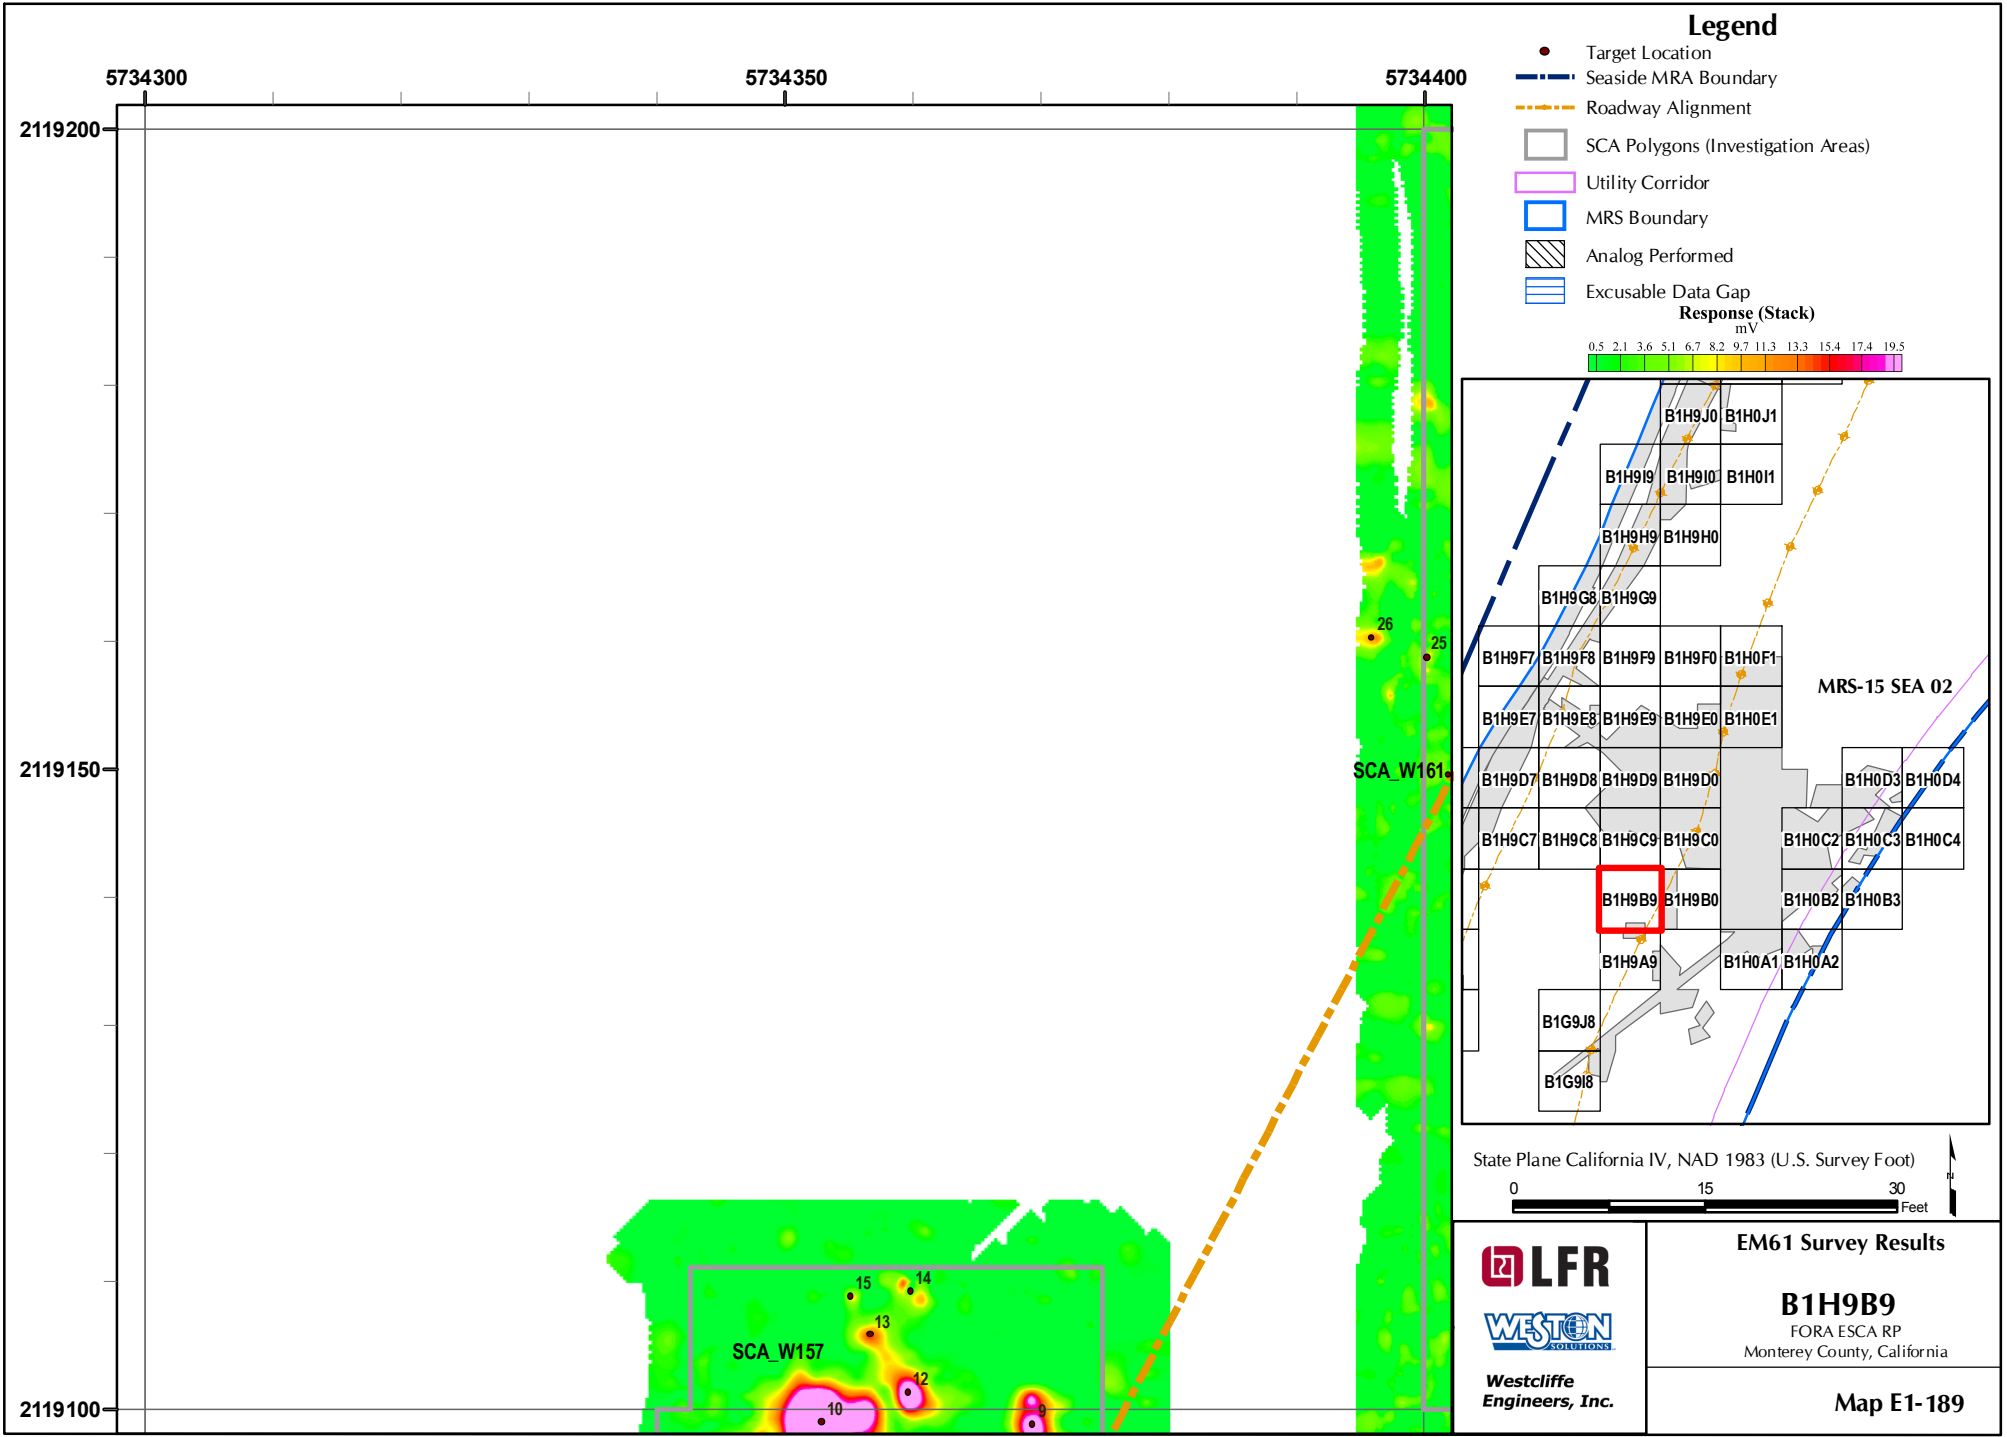 5734300
5734350
5734400
2119200
2119150
2119100
26
25
SCA_W161
15
14
13
SCA_W157
12
10
9
Legend
Target Location
Seaside MRA Boundary
Roadway Alignment
SCA Polygons (Investigation Areas)
Utility Corridor
MRS Boundary
Analog Performed
Excusable Data Gap
Response (Stack)
mV
0.5 2.1 3.6 5.1 6.7 8.2 9.7 11.3 13.3 15.4 17.4 19.5
B1H9J0 B1H0J1
B1H9I9 B1H9I0 B1H0I1
B1H9H9 B1H9H0
B1H9G8 B1H9G9
B1H9F7 B1H9F8 B1H9F9 B1H9F0 B1H0F1
MRS-15 SEA 02
B1H9E7 B1H9E8 B1H9E9 B1H9E0 B1H0E1
B1H9D7 B1H9D8 B1H9D9 B1H9D0 B1H0D3 B1H0D4
B1H9C7 B1H9C8 B1H9C9 B1H9C0 B1H0C2 B1H0C3 B1H0C4
B1H9B9 B1H9B0 B1H0B2 B1H0B3
B1H9A9 B1H0A1 B1H0A2
B1G9J8
B1G9I8
State Plane California IV, NAD 1983 (U.S. Survey Foot)
0 15 30
Feet
N
LFR
WESTON
SOLUTIONS
Westcliffe
Engineers, Inc.
EM61 Survey Results
B1H9B9
FORA ESCA RP
Monterey County, California
Map E1-189